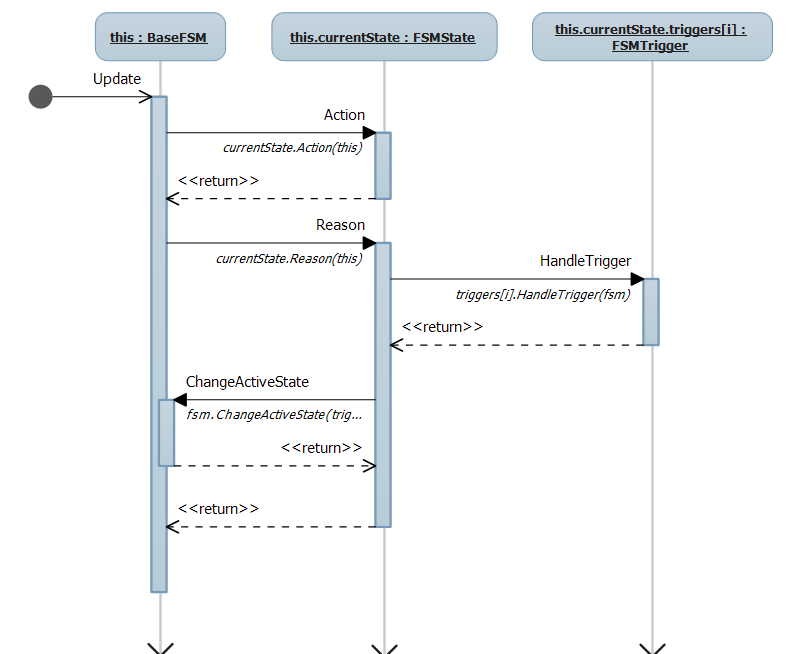 this : BaseFSM
this.currentState : FSMState
this.currentState.triggers[i] :
FSMTrigger
Update
Action
currentState.Action(this)
<<return>>
Reason
currentState.Reason(this)
HandleTrigger
triggers[i].HandleTrigger(fsm)
<<return>>
ChangeActiveState
fsm.ChangeActiveState(trig...
<<return>>
<<return>>